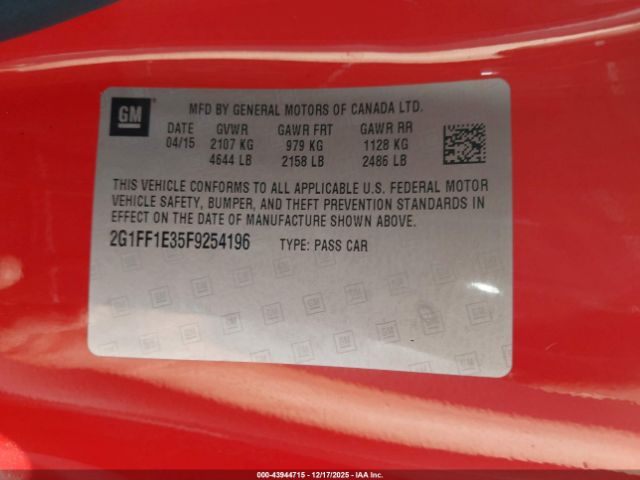 GM
MFD BY GENERAL MOTORS OF CANADA LTD.
DATE GVWR GAWR FRT GAWR RR
04/15 2107 KG 979 KG 1128 KG
4644 LB 2158 LB 2486 LB
THIS VEHICLE CONFORMS TO ALL APPLICABLE U.S. FEDERAL MOTOR
VEHICLE SAFETY, BUMPER, AND THEFT PREVENTION STANDARDS IN
EFFECT ON THE DATE OF MANUFACTURE SHOWN ABOVE.
2G1FF1E35F9254196 TYPE: PASS CAR
000-43944715 - 12/17/2025 - IAA Inc.